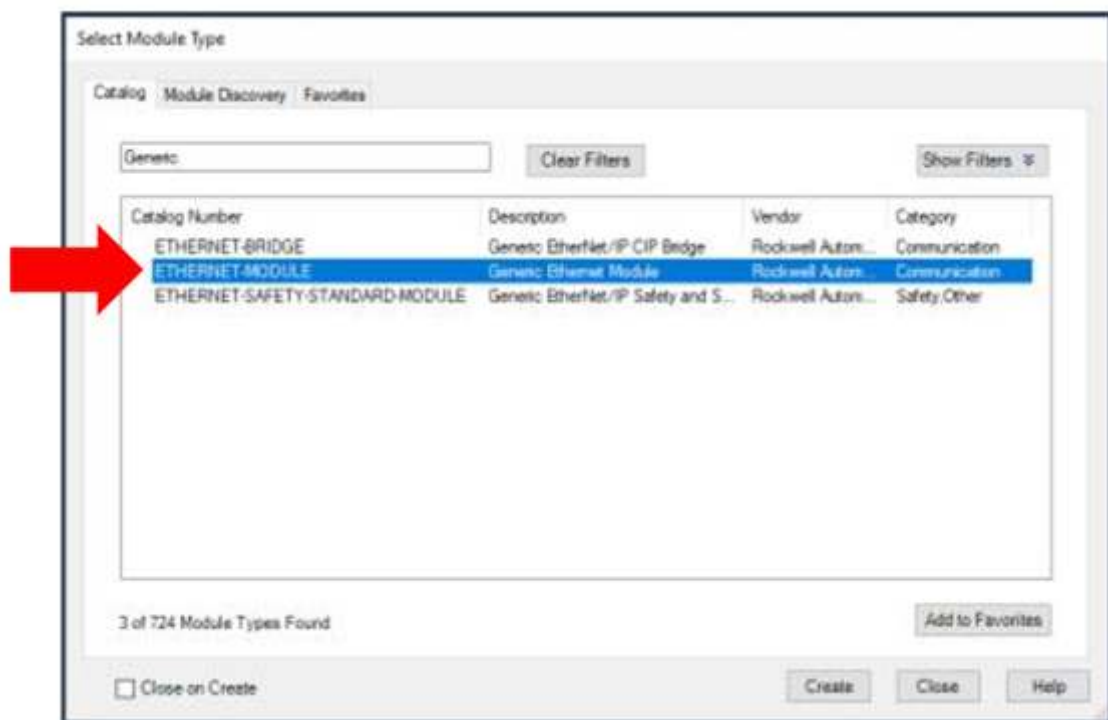 Select Module Type
Catalog Module Discovery Favorites
Generic Clear Filters Show Filters
Catalog Number Description Vendor Category
ETHERNET-BRIDGE Generic EtherNet/IP CIP Bridge Rockwell Autom... Communication
ETHERNET-MODULE Generic Ethernet Module Rockwell Autom... Communication
ETHERNET-SAFETY-STANDARD-MODULE Generic EtherNet/IP Safety and S... Rockwell Autom... Safety,Other
3 of 724 Module Types Found Add to Favorites
Close on Create Create Close Help